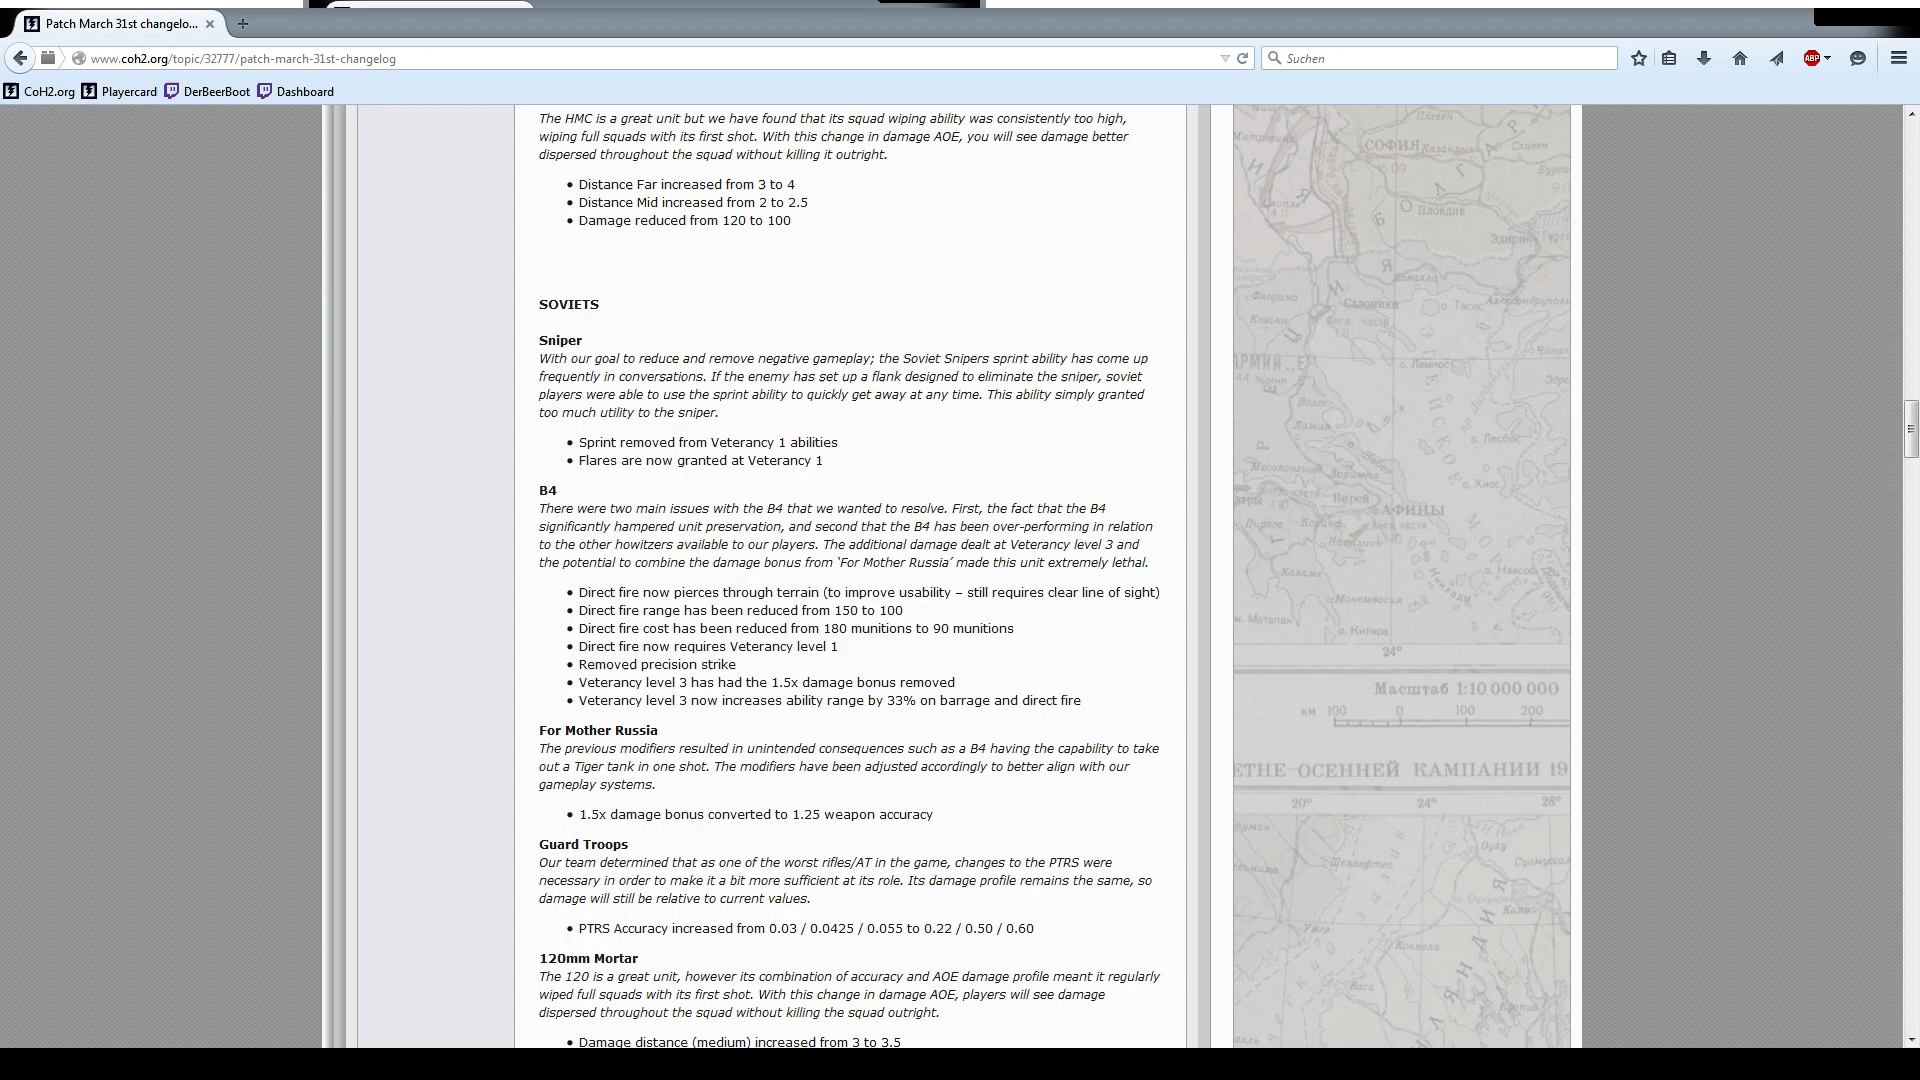 Patch March 31st changelo...
www.coh2.org/topic/32777/patch-march-31st-changelog
Suchen
ABP
CoH2.org
Playercard
DerBeerBoot
Dashboard
The HMC is a great unit but we have found that its squad wiping ability was consistently too high,
wiping full squads with its first shot. With this change in damage AOE, you will see damage better
dispersed throughout the squad without killing it outright.
• Distance Far increased from 3 to 4
• Distance Mid increased from 2 to 2.5
• Damage reduced from 120 to 100
SOVIETS
Sniper
With our goal to reduce and remove negative gameplay; the Soviet Snipers sprint ability has come up
frequently in conversations. If the enemy has set up a flank designed to eliminate the sniper, soviet
players were able to use the sprint ability to quickly get away at any time. This ability simply granted
too much utility to the sniper.
• Sprint removed from Veterancy 1 abilities
• Flares are now granted at Veterancy 1
B4
There were two main issues with the B4 that we wanted to resolve. First, the fact that the B4
significantly hampered unit preservation, and second that the B4 has been over-performing in relation
to the other howitzers available to our players. The additional damage dealt at Veterancy level 3 and
the potential to combine the damage bonus from ‘For Mother Russia’ made this unit extremely lethal.
• Direct fire now pierces through terrain (to improve usability – still requires clear line of sight)
• Direct fire range has been reduced from 150 to 100
• Direct fire cost has been reduced from 180 munitions to 90 munitions
• Direct fire now requires Veterancy level 1
• Removed precision strike
• Veterancy level 3 has had the 1.5x damage bonus removed
• Veterancy level 3 now increases ability range by 33% on barrage and direct fire
For Mother Russia
The previous modifiers resulted in unintended consequences such as a B4 having the capability to take
out a Tiger tank in one shot. The modifiers have been adjusted accordingly to better align with our
gameplay systems.
• 1.5x damage bonus converted to 1.25 weapon accuracy
Guard Troops
Our team determined that as one of the worst rifles/AT in the game, changes to the PTRS were
necessary in order to make it a bit more sufficient at its role. Its damage profile remains the same, so
damage will still be relative to current values.
• PTRS Accuracy increased from 0.03 / 0.0425 / 0.055 to 0.22 / 0.50 / 0.60
120mm Mortar
The 120 is a great unit, however its combination of accuracy and AOE damage profile meant it regularly
wiped full squads with its first shot. With this change in damage AOE, players will see damage
dispersed throughout the squad without killing the squad outright.
• Damage distance (medium) increased from 3 to 3.5
СОФИЯ
Пловдив
Салоники
о. Тасос
о. Лемнос
о. Лесбос
о. Хиос
АФИНЫ
Каламе
Монемвасия
м. Матапан
о. Китира
24°
Масштаб 1:10 000 000
км 100 0 100 200
ЕТНЕ-ОСЕННЕЙ КАМПАНИИ 19
20° 24° 28°
Коккола
Васа